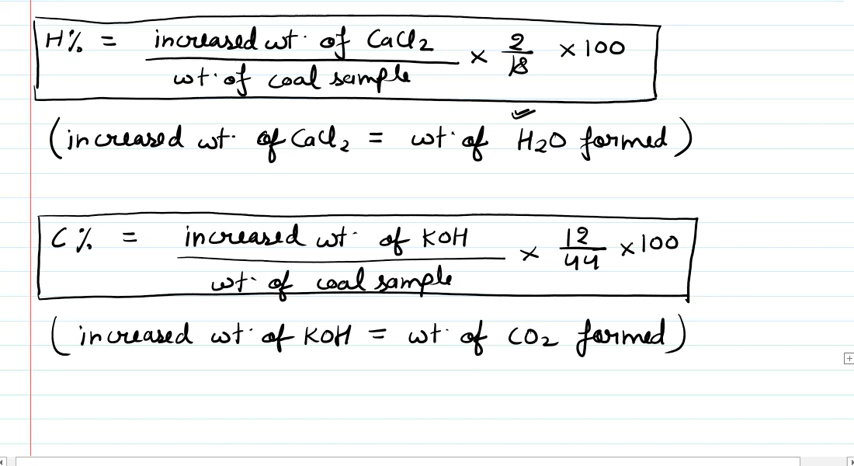 H% = increased wt. of CaCl2 / wt. of coal sample × 2/18 × 100
(increased wt. of CaCl2 = wt. of H2O formed)
C% = increased wt. of KOH / wt. of coal sample × 12/44 × 100
(increased wt. of KOH = wt. of CO2 formed)